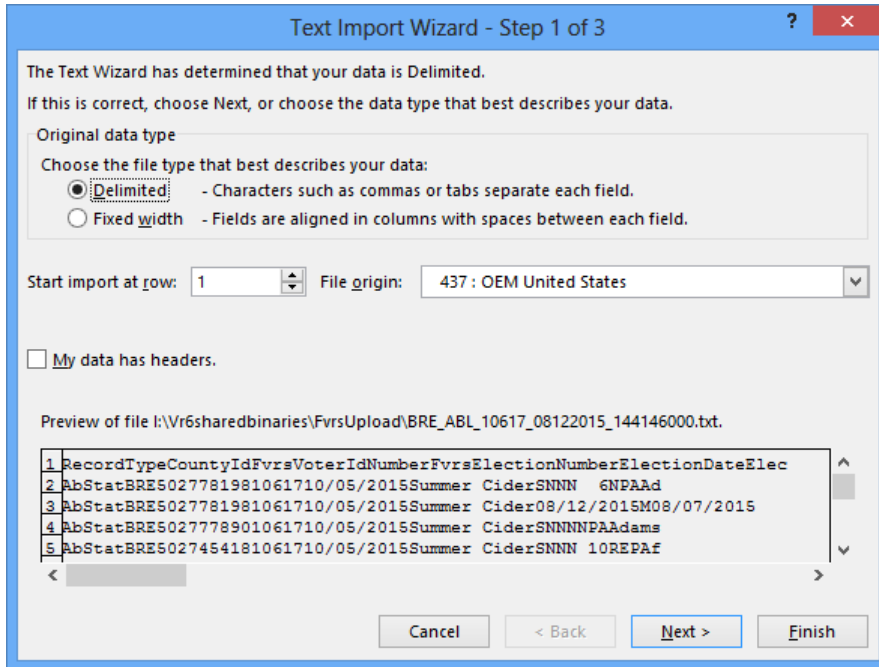 Text Import Wizard - Step 1 of 3
? ×
The Text Wizard has determined that your data is Delimited.
If this is correct, choose Next, or choose the data type that best describes your data.
Original data type
Choose the file type that best describes your data:
Delimited - Characters such as commas or tabs separate each field.
Fixed width - Fields are aligned in columns with spaces between each field.
Start import at row: 1 File origin: 437 : OEM United States
My data has headers.
Preview of file I:\Vr6sharedbinaries\FvrsUpload\BRE_ABL_10617_08122015_144146000.txt.
1 RecordTypeCountyIdFvrsVoterIdNumberFvrsElectionNumberElectionDateElec
2 AbStatBRE5027781981061710/05/2015Summer CiderSNNN  6NPAAd
3 AbStatBRE5027781981061710/05/2015Summer Cider08/12/2015M08/07/2015
4 AbStatBRE5027778901061710/05/2015Summer CiderSNNNNPAAdams
5 AbStatBRE5027454181061710/05/2015Summer CiderSNNN 10REPAf
Cancel < Back Next > Finish